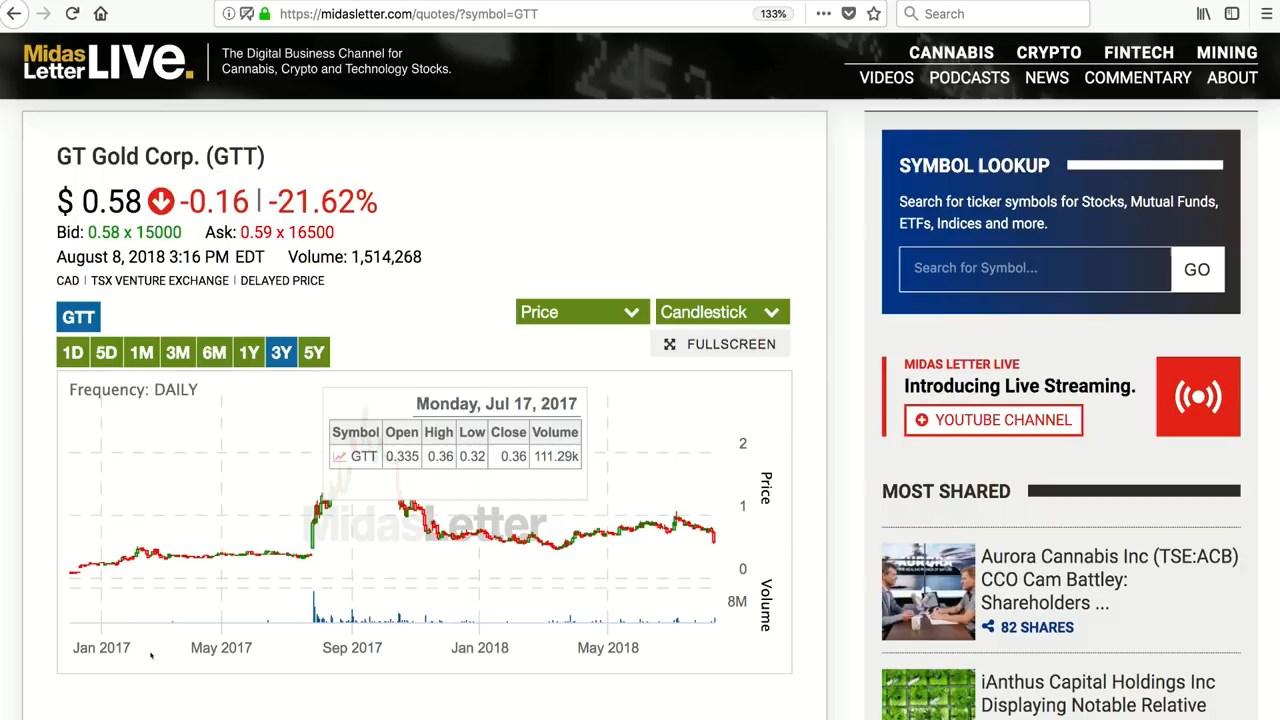 https://midasletter.com/quotes/?symbol=GTT
133%
Search
Midas
Letter
LIVE.
The Digital Business Channel for
Cannabis, Crypto and Technology Stocks.
CANNABIS CRYPTO FINTECH MINING
VIDEOS PODCASTS NEWS COMMENTARY ABOUT
GT Gold Corp. (GTT)
$ 0.58 -0.16 | -21.62%
Bid: 0.58 x 15000 Ask: 0.59 x 16500
August 8, 2018 3:16 PM EDT Volume: 1,514,268
CAD | TSX VENTURE EXCHANGE | DELAYED PRICE
GTT
Price
Candlestick
1D 5D 1M 3M 6M 1Y 3Y 5Y
FULLSCREEN
Frequency: DAILY
Monday, Jul 17, 2017
Symbol Open High Low Close Volume
GTT 0.335 0.36 0.32 0.36 111.29k
MidasLetter
2
1
0
Price
8M
Volume
Jan 2017 May 2017 Sep 2017 Jan 2018 May 2018
SYMBOL LOOKUP
Search for ticker symbols for Stocks, Mutual Funds,
ETFs, Indices and more.
Search for Symbol...
GO
MIDAS LETTER LIVE
Introducing Live Streaming.
YOUTUBE CHANNEL
MOST SHARED
AURORA
Aurora Cannabis Inc (TSE:ACB)
CCO Cam Battley:
Shareholders ...
82 SHARES
iAnthus Capital Holdings Inc
Displaying Notable Relative